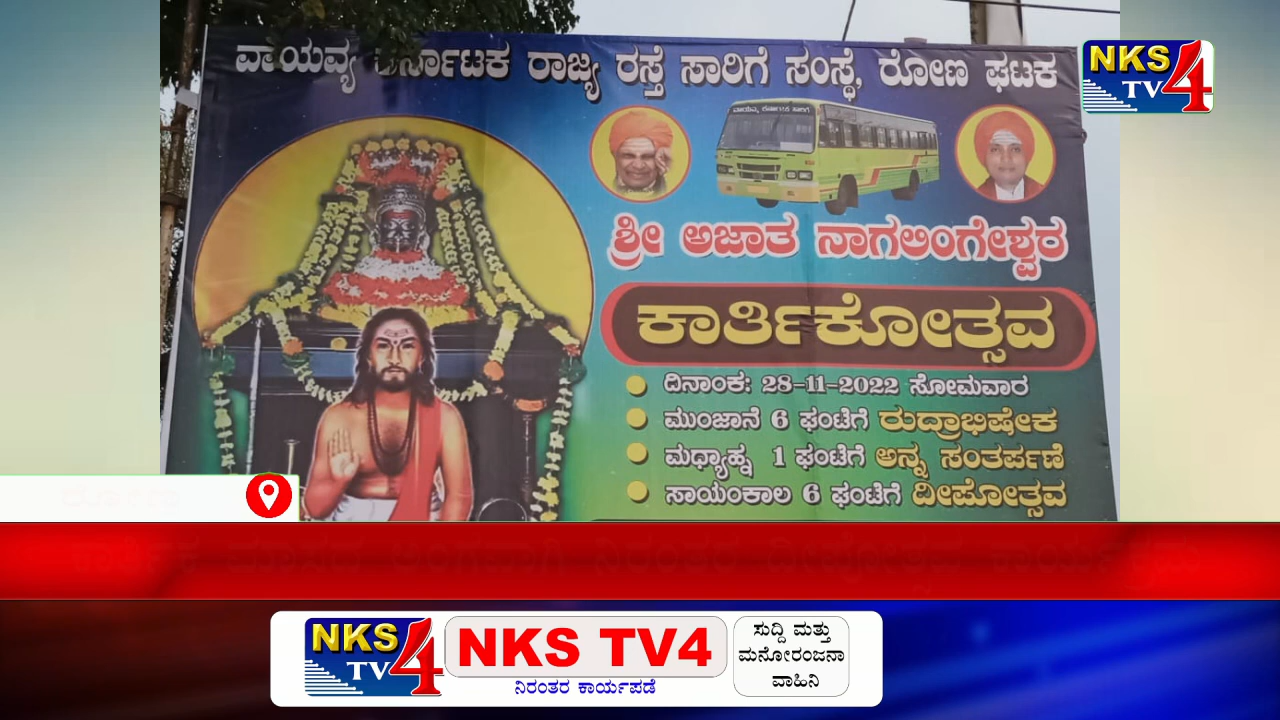 ವಾಯವ್ಯ ಕರ್ನಾಟಕ ರಾಜ್ಯ ರಸ್ತೆ ಸಾರಿಗೆ ಸಂಸ್ಥೆ, ರೋಣ ಘಟಕ
NKS
TV4
ಶ್ರೀ ಅಜಾತ ನಾಗಲಿಂಗೇಶ್ವರ
ಕಾರ್ತಿಕೋತ್ಸವ
ದಿನಾಂಕ: 28-11-2022 ಸೋಮವಾರ
ಮುಂಜಾನೆ 6 ಘಂಟೆಗೆ ರುದ್ರಾಭಿಷೇಕ
ಮಧ್ಯಾಹ್ನ 1 ಘಂಟೆಗೆ ಅನ್ನ ಸಂತರ್ಪಣೆ
ಸಾಯಂಕಾಲ 6 ಘಂಟೆಗೆ ದೀಪೋತ್ಸವ
NKS
TV4
NKS TV4
ನಿರಂತರ ಕಾರ್ಯಪಡೆ
ಸುದ್ದಿ ಮತ್ತು
ಮನೋರಂಜನಾ
ವಾಹಿನಿ